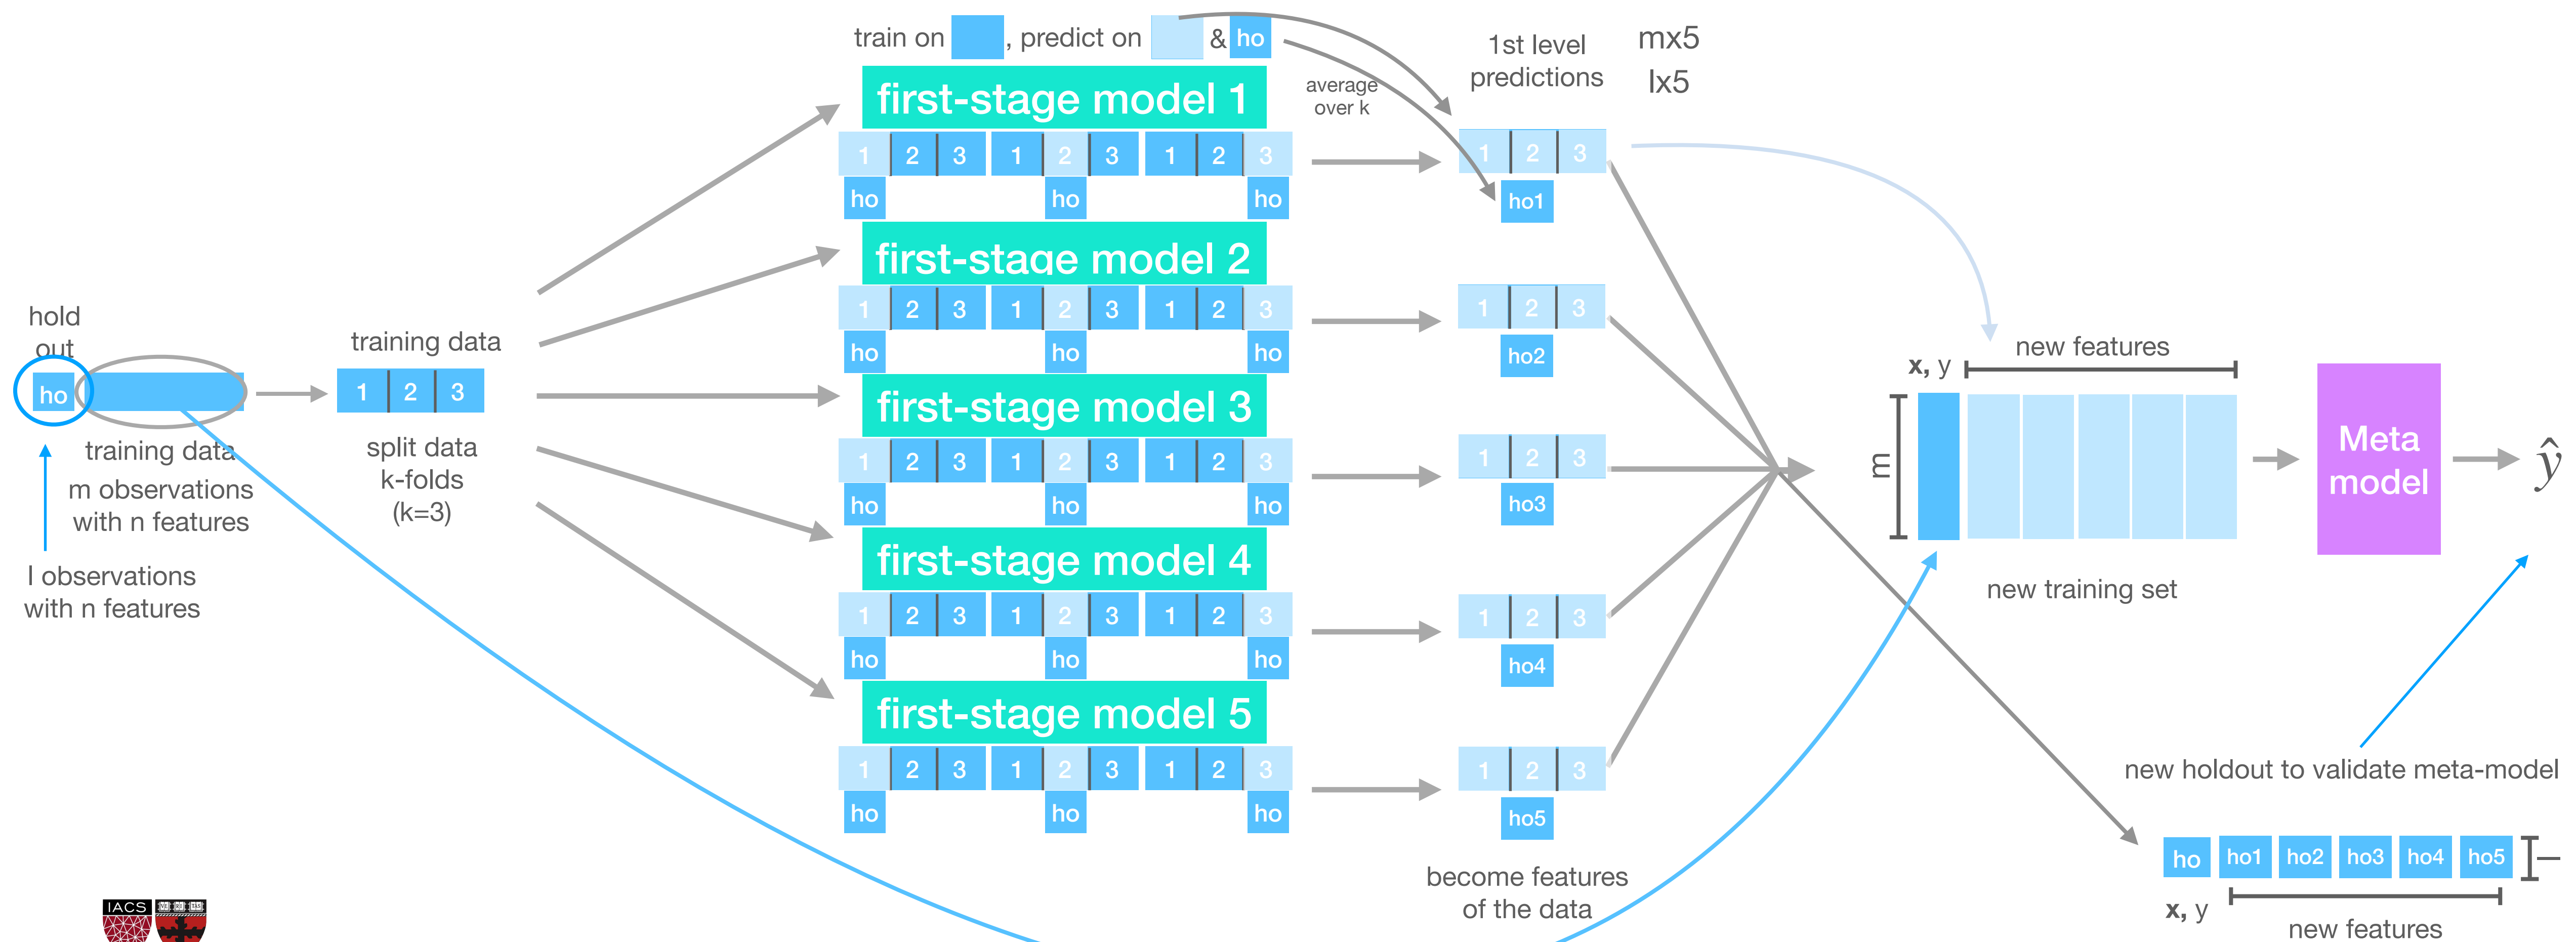 train on , predict on & ho
1st level
predictions
mx5
lx5
average
over k
first-stage model 1
1 2 3 1 2 3 1 2 3
ho ho ho
1 2 3
ho1
first-stage model 2
1 2 3 1 2 3 1 2 3
ho ho ho
1 2 3
ho2
first-stage model 3
1 2 3 1 2 3 1 2 3
ho ho ho
1 2 3
ho3
first-stage model 4
1 2 3 1 2 3 1 2 3
ho ho ho
1 2 3
ho4
first-stage model 5
1 2 3 1 2 3 1 2 3
ho ho ho
1 2 3
ho5
become features
of the data
hold
out
ho
training data
m observations
with n features
l observations
with n features
training data
1 2 3
split data
k-folds
(k=3)
x, y
new features
m
new training set
Meta
model
ŷ
new holdout to validate meta-model
ho ho1 ho2 ho3 ho4 ho5
l
x, y
new features
IACS